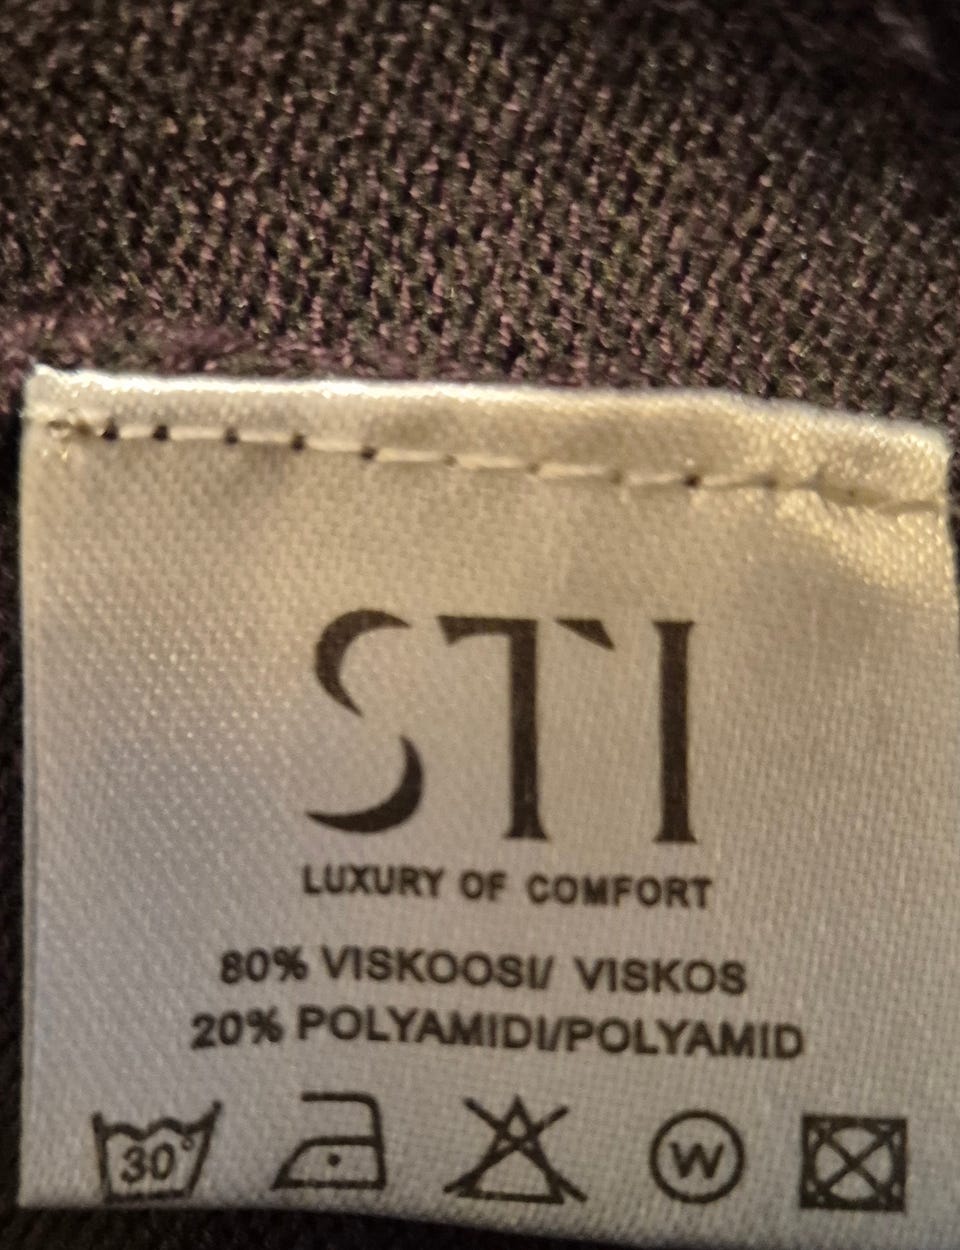 STI
LUXURY OF COMFORT
80% VISKOOSI/ VISKOS
20% POLYAMIDI/POLYAMID
30°
W